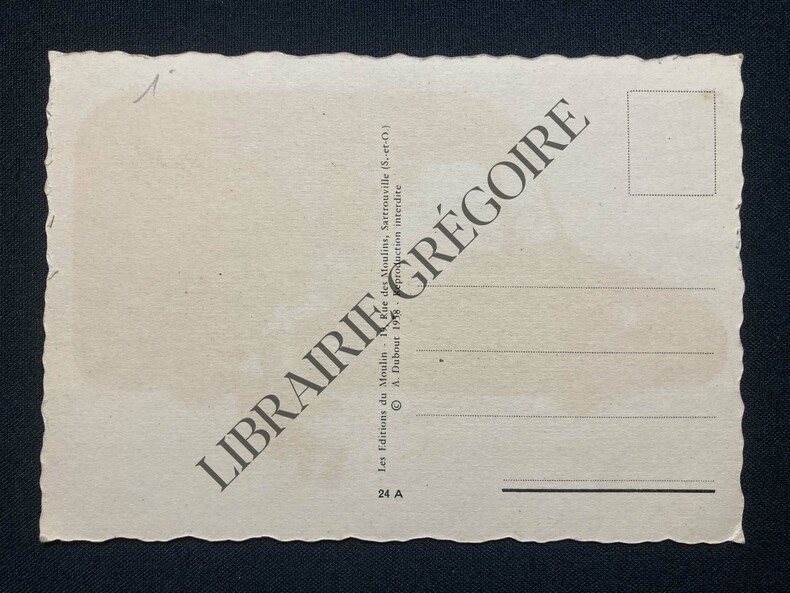 1
Les Editions du Moulin - 19, Rue des Moulins, Sartrouville (S.-et-O.)
© A. Dubout 1958 - Reproduction interdite
24 A
LIBRAIRIE GRÉGOIRE